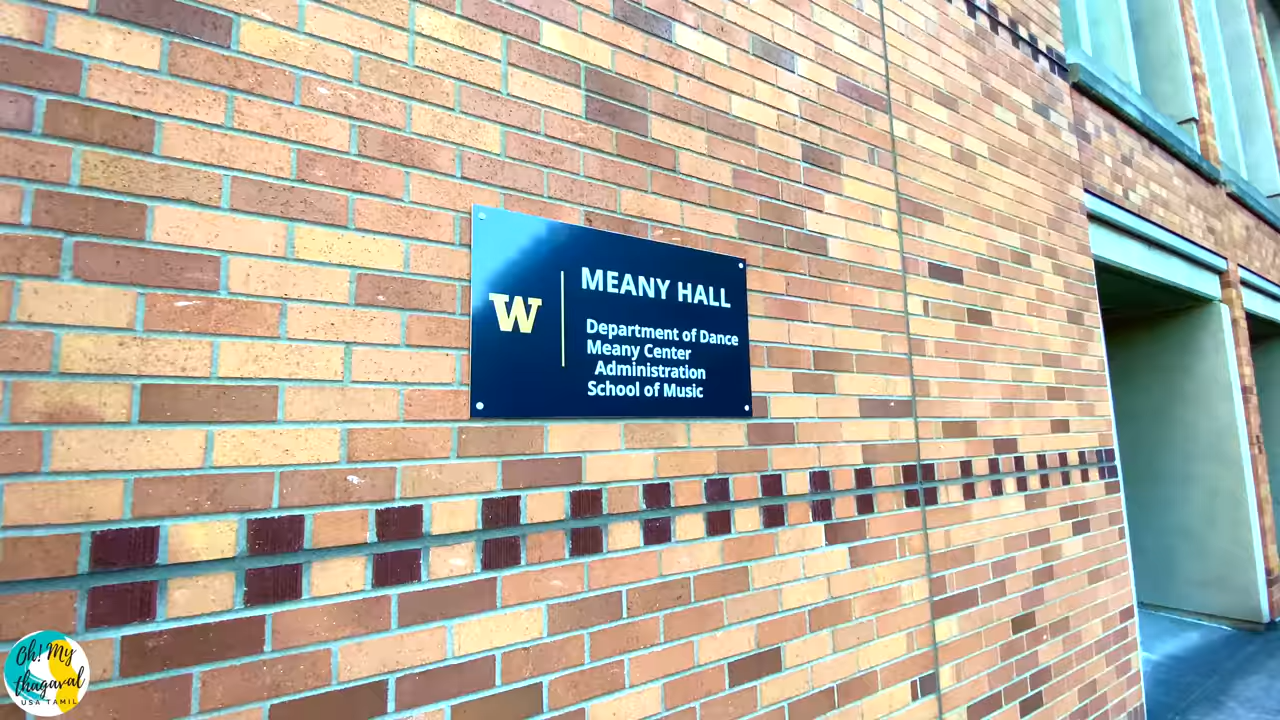 W
MEANY HALL
Department of Dance
Meany Center
Administration
School of Music
Oh! My
thagaval
USA TAMIL